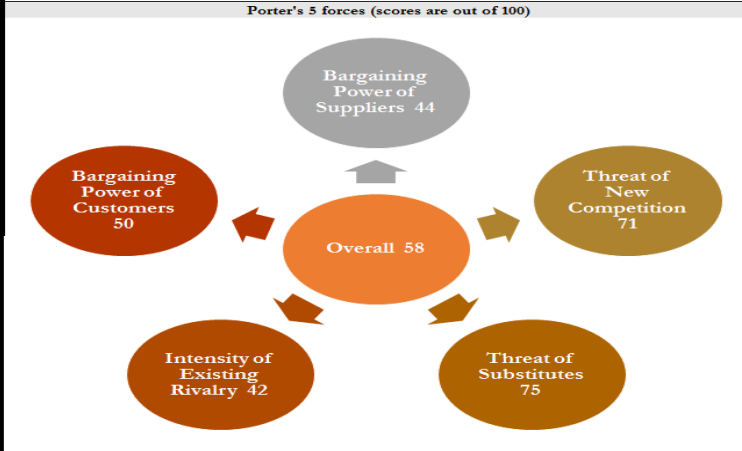 Porter's 5 forces (scores are out of 100)
Bargaining
Power of
Suppliers 44
Bargaining
Power of
Customers
50
Threat of
New
Competition
71
Overall 58
Intensity of
Existing
Rivalry 42
Threat of
Substitutes
75